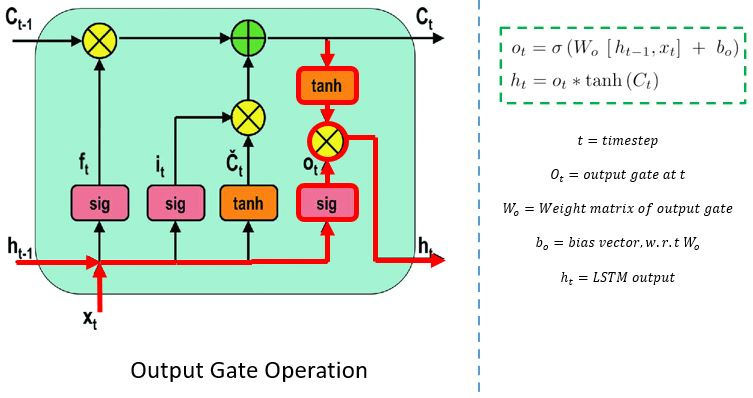 C_{t-1}
C_t
tanh
f_t
i_t
Č_t
o_t
sig
sig
tanh
sig
h_{t-1}
h_t
x_t
Output Gate Operation
o_t = σ (W_o [h_{t-1}, x_t] + b_o)
h_t = o_t * tanh (C_t)
t = timestep
O_t = output gate at t
W_o = Weight matrix of output gate
b_o = bias vector, w.r.t W_o
h_t = LSTM output